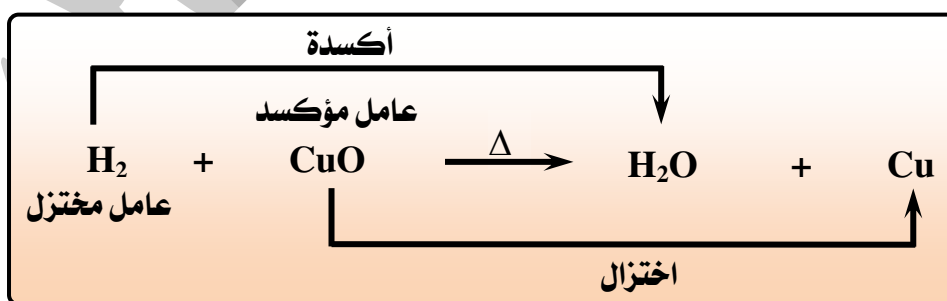 أكسدة
عامل مؤكسد
H₂ + CuO Δ H₂O + Cu
عامل مختزل
اختزال